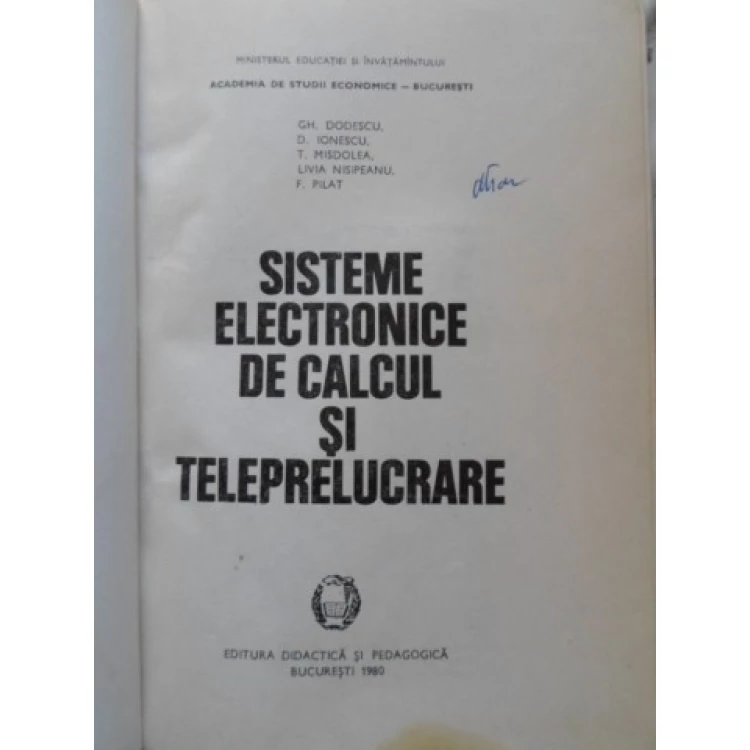 MINISTERUL EDUCAȚIEI ȘI ÎNVĂȚĂMÎNTULUI
ACADEMIA DE STUDII ECONOMICE — BUCUREȘTI
GH. DODESCU,
D. IONESCU,
T. MISDOLEA,
LIVIA NISIPEANU,
F. PILAT
SISTEME
ELECTRONICE
DE CALCUL
ȘI
TELEPRELUCRARE
EDITURA DIDACTICĂ ȘI PEDAGOGICĂ
BUCUREȘTI 1980